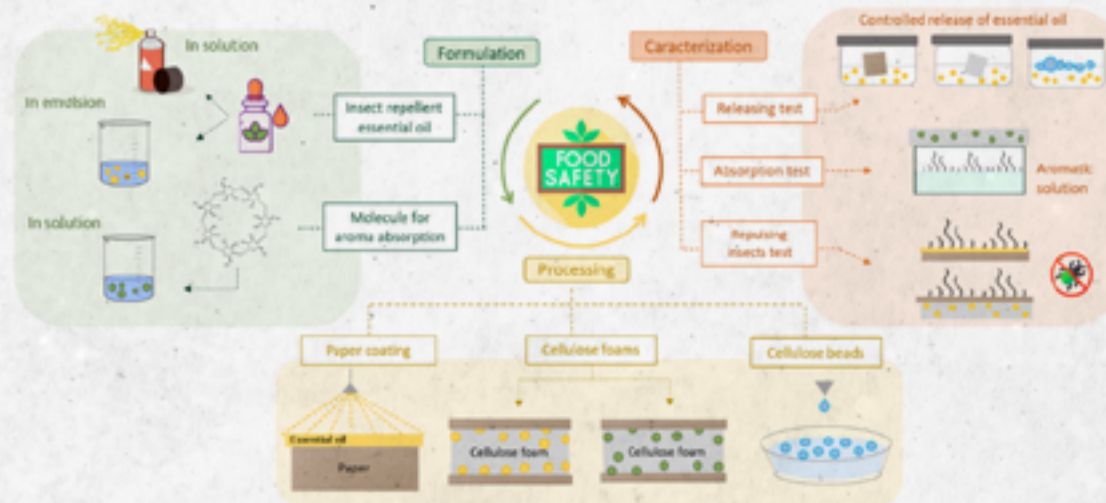 In solution
In emulsion
In solution
Formulation
Insect repellent
essential oil
Molecule for
aroma absorption
FOOD
SAFETY
Processing
Caracterization
Releasing test
Absorption test
Repulsing
insects test
Controlled release of essential oil
Aromatic
solution
Paper coating
Cellulose foams
Cellulose beads
Essential oil
Paper
Cellulose foam
Cellulose foam